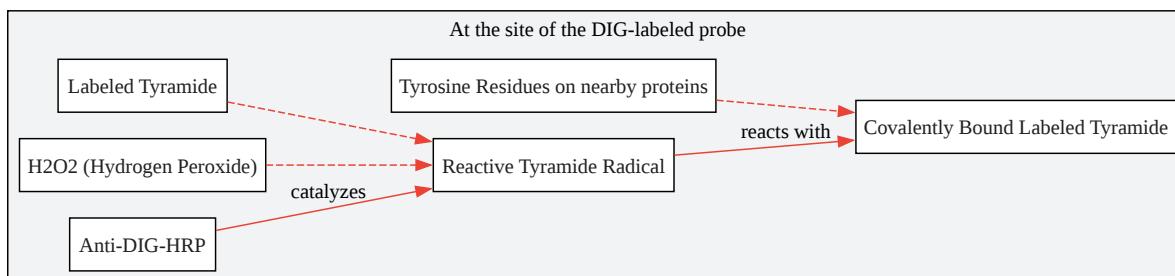 At the site of the DIG-labeled probe
Labeled Tyramide
Tyrosine Residues on nearby proteins
reacts with
Covalently Bound Labeled Tyramide
H2O2 (Hydrogen Peroxide)
Reactive Tyramide Radical
catalyzes
Anti-DIG-HRP